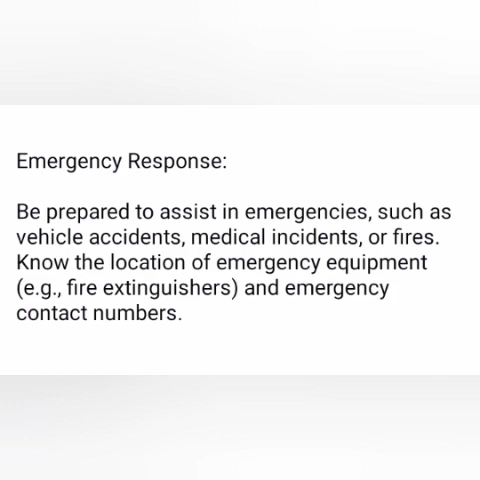 Emergency Response:
Be prepared to assist in emergencies, such as
vehicle accidents, medical incidents, or fires.
Know the location of emergency equipment
(e.g., fire extinguishers) and emergency
contact numbers.